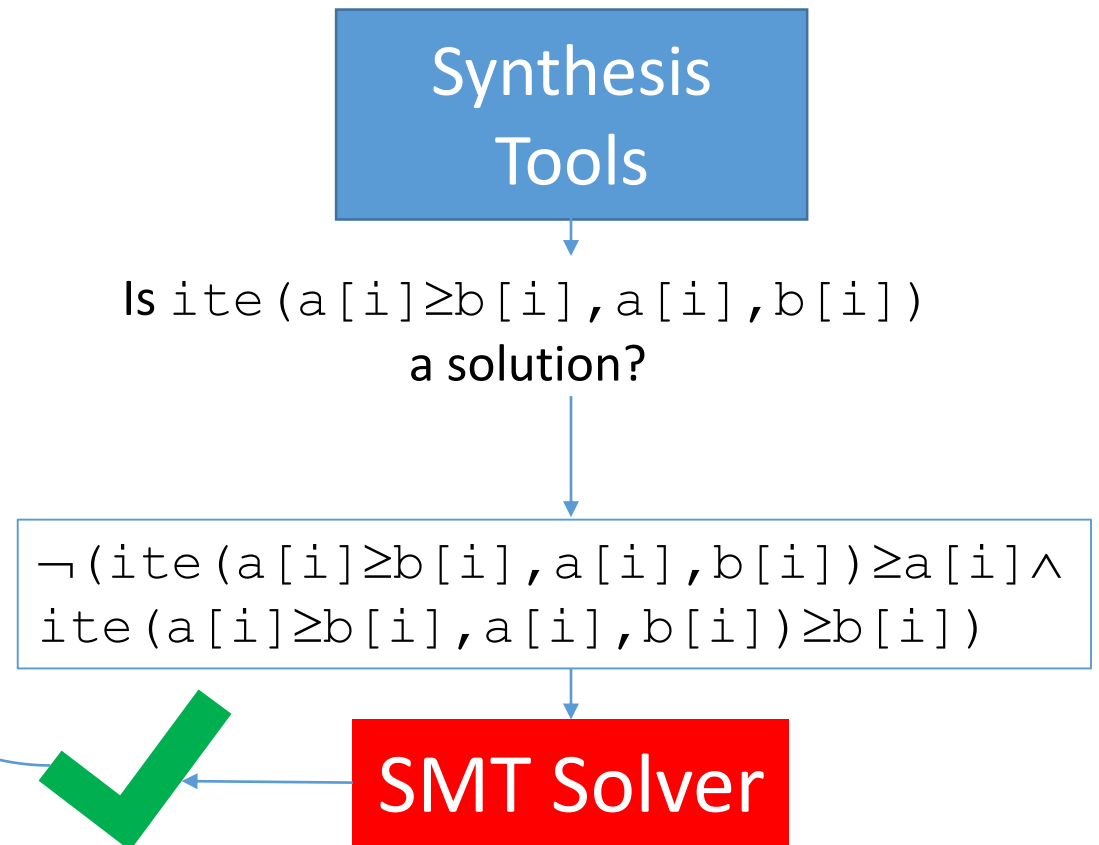 Synthesis
Tools
Is ite(a[i]≥b[i],a[i],b[i])
a solution?
¬(ite(a[i]≥b[i],a[i],b[i])≥a[i]∧
ite(a[i]≥b[i],a[i],b[i])≥b[i])
SMT Solver